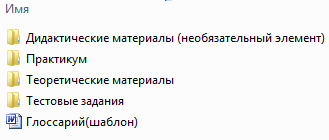 Имя
Дидактические материалы (необязательный элемент)
Практикум
Теоретические материалы
Тестовые задания
Глоссарий(шаблон)